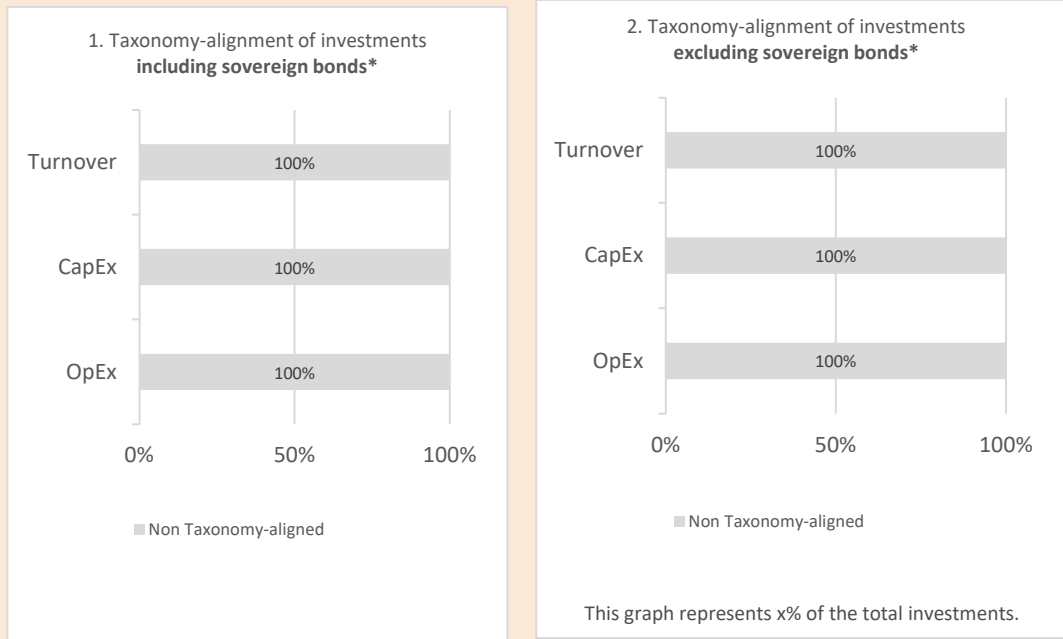 1. Taxonomy-alignment of investments
including sovereign bonds*
Turnover
100%
CapEx
100%
OpEx
100%
0%
50%
100%
Non Taxonomy-aligned
2. Taxonomy-alignment of investments
excluding sovereign bonds*
Turnover
100%
CapEx
100%
OpEx
100%
0%
50%
100%
Non Taxonomy-aligned
This graph represents x% of the total investments.